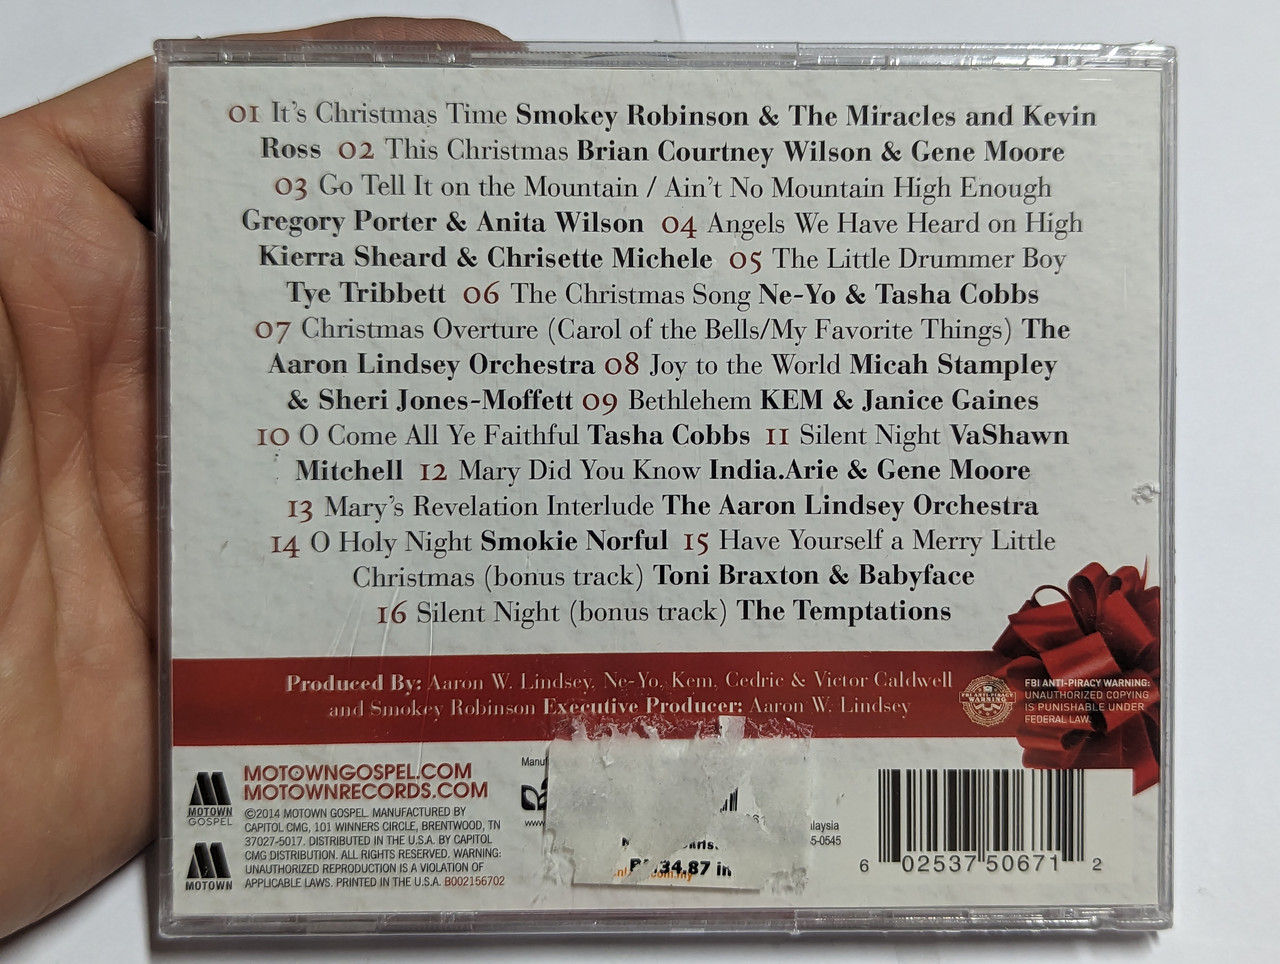 01 It's Christmas Time Smokey Robinson & The Miracles and Kevin
Ross 02 This Christmas Brian Courtney Wilson & Gene Moore
03 Go Tell It on the Mountain / Ain't No Mountain High Enough
Gregory Porter & Anita Wilson 04 Angels We Have Heard on High
Kierra Sheard & Chrisette Michele 05 The Little Drummer Boy
Tye Tribbett 06 The Christmas Song Ne-Yo & Tasha Cobbs
07 Christmas Overture (Carol of the Bells/My Favorite Things) The
Aaron Lindsey Orchestra 08 Joy to the World Micah Stampley
& Sheri Jones-Moffett 09 Bethlehem KEM & Janice Gaines
10 O Come All Ye Faithful Tasha Cobbs 11 Silent Night VaShawn
Mitchell 12 Mary Did You Know India.Arie & Gene Moore
13 Mary's Revelation Interlude The Aaron Lindsey Orchestra
14 O Holy Night Smokie Norful 15 Have Yourself a Merry Little
Christmas (bonus track) Toni Braxton & Babyface
16 Silent Night (bonus track) The Temptations
Produced By: Aaron W. Lindsey, Ne-Yo, Kem, Cedric & Victor Caldwell
and Smokey Robinson Executive Producer: Aaron W. Lindsey
FBI ANTI-PIRACY WARNING
FBI ANTI-PIRACY WARNING:
UNAUTHORIZED COPYING
IS PUNISHABLE UNDER
FEDERAL LAW.
MOTOWN
GOSPEL
MOTOWN
MOTOWNGOSPEL.COM
MOTOWNRECORDS.COM
©2014 MOTOWN GOSPEL. MANUFACTURED BY
CAPITOL CMG, 101 WINNERS CIRCLE, BRENTWOOD, TN
37027-5017. DISTRIBUTED IN THE U.S.A. BY CAPITOL
CMG DISTRIBUTION. ALL RIGHTS RESERVED. WARNING:
UNAUTHORIZED REPRODUCTION IS A VIOLATION OF
APPLICABLE LAWS. PRINTED IN THE U.S.A. B002156702
34.87 in
5-0545
6 02537 50671 2